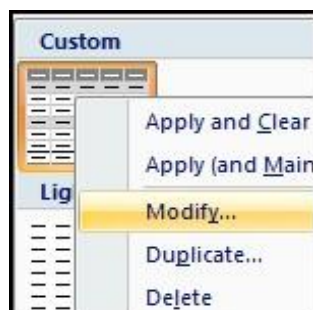 Custom
Apply and Clear
Apply (and Main
Lig
Modify...
Duplicate...
Delete